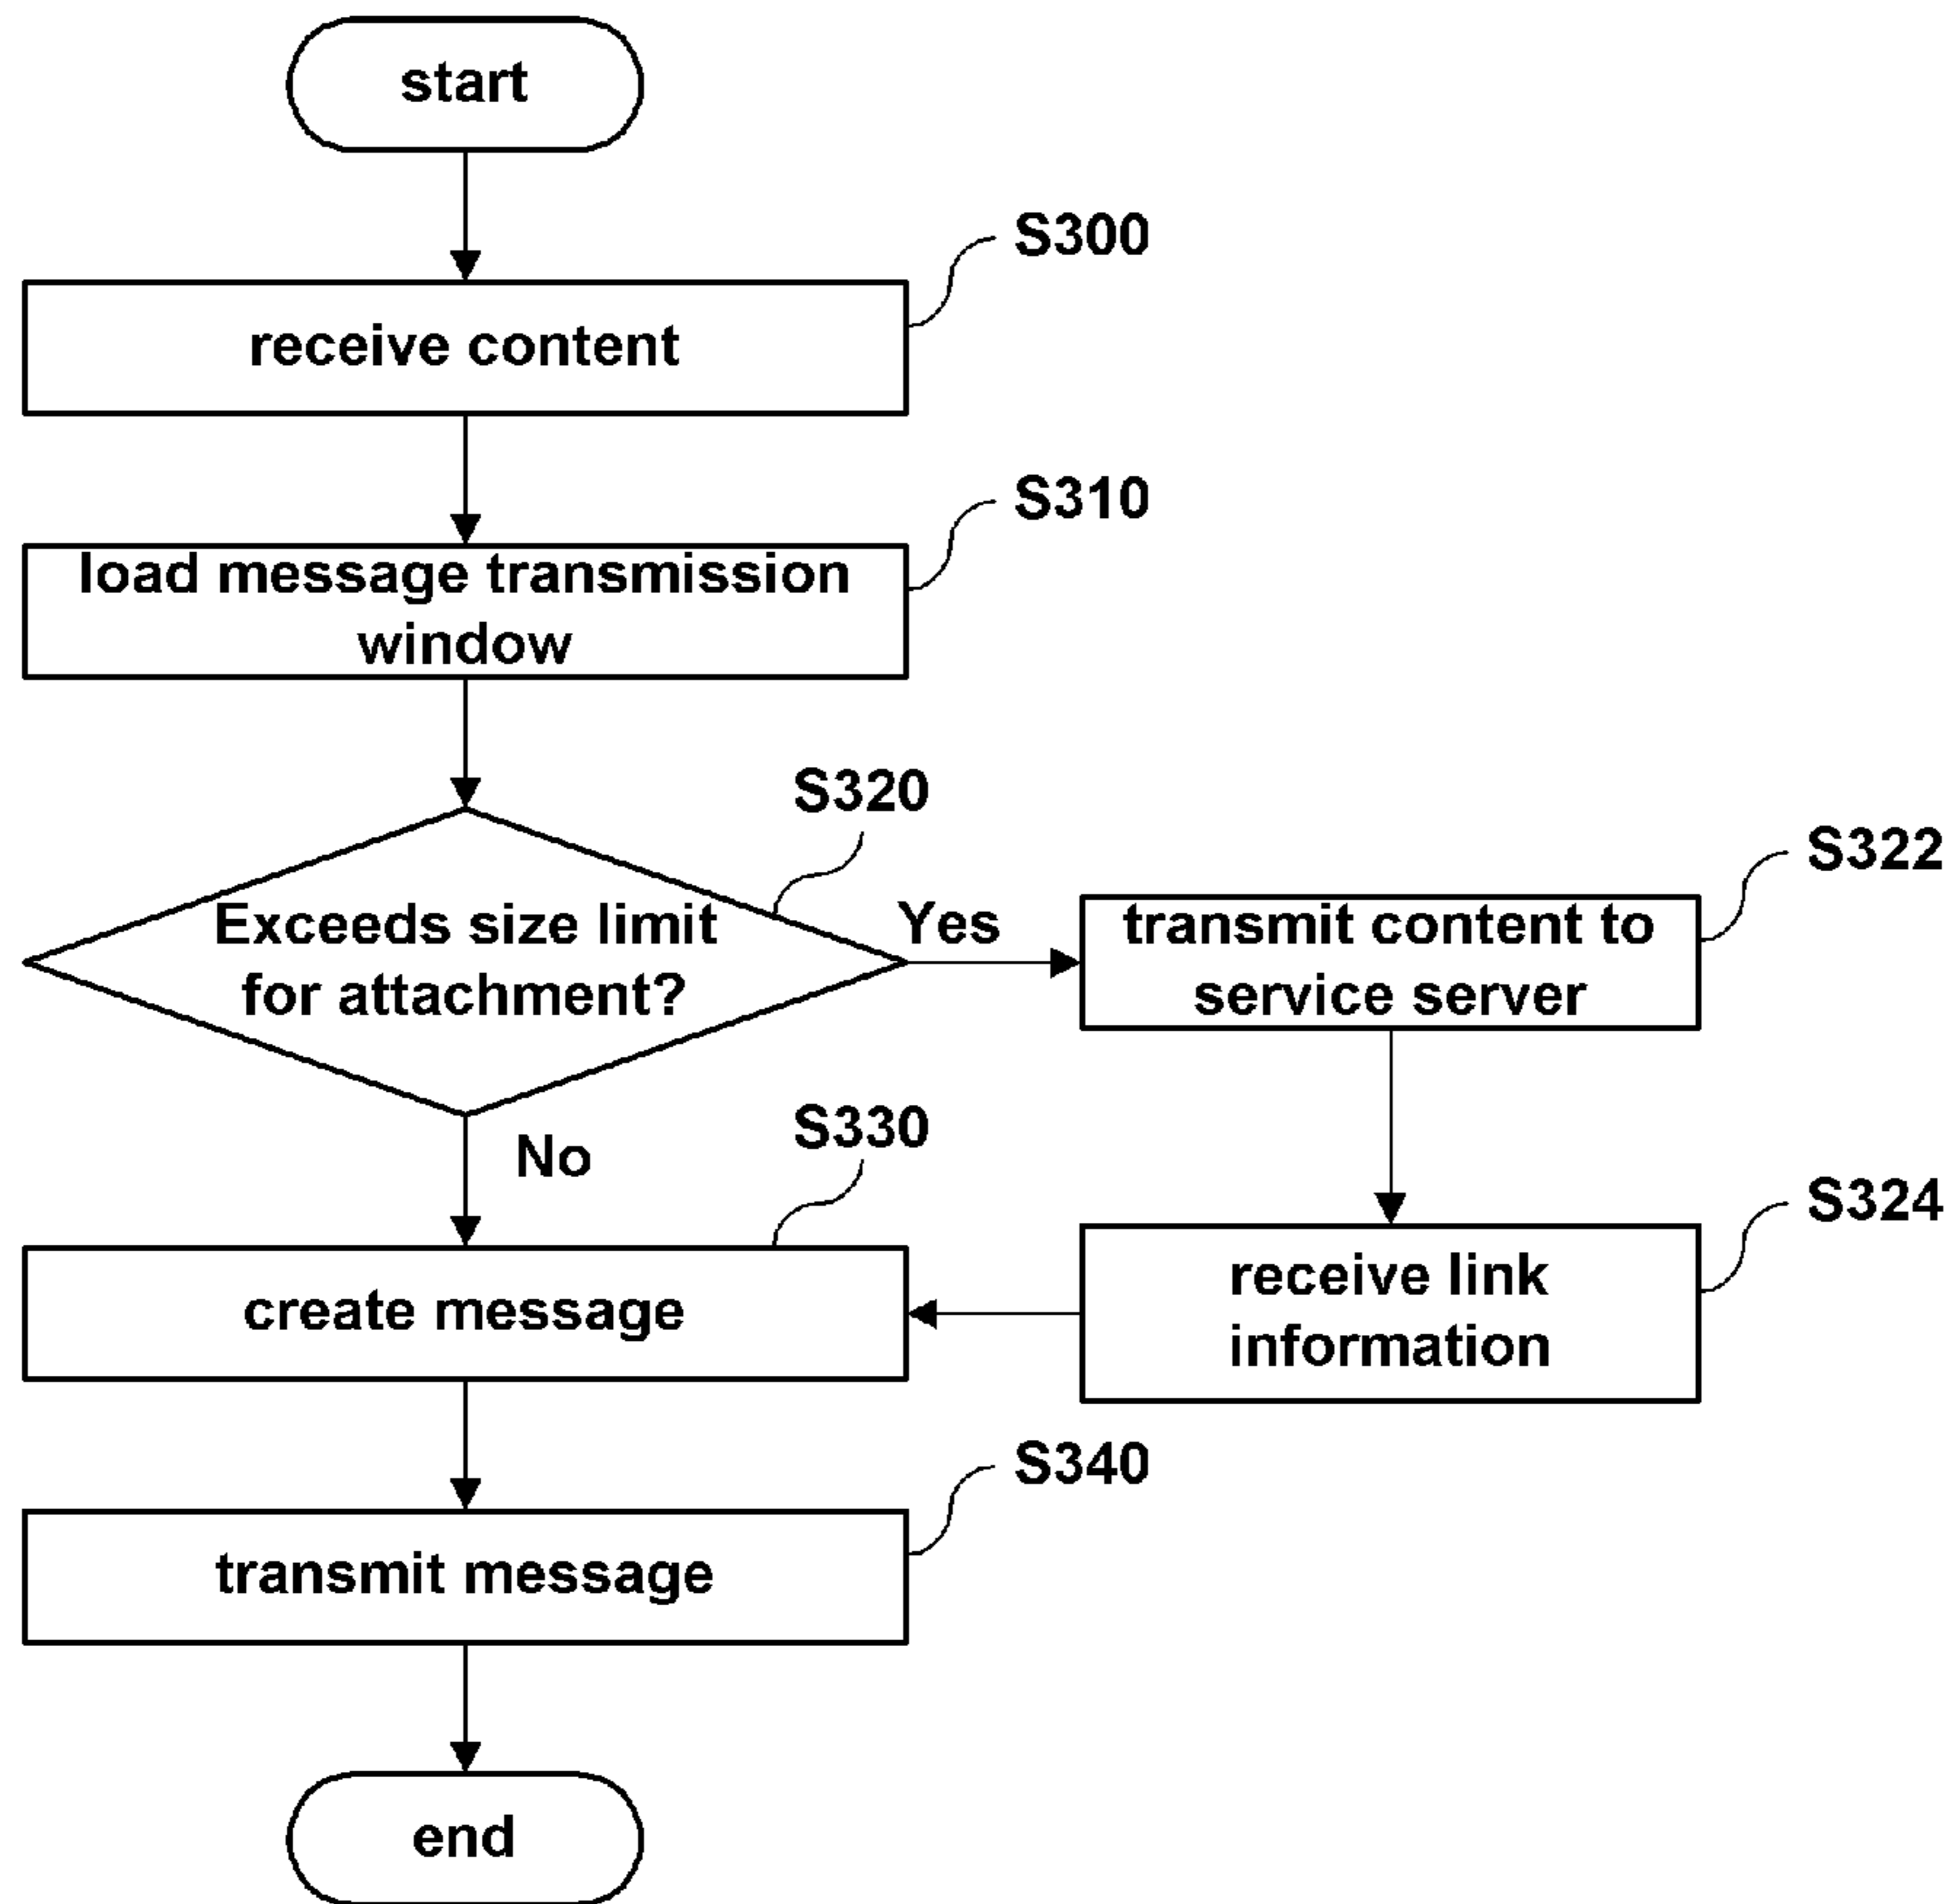 start
S300
receive content
S310
load message transmission
window
S320
Exceeds size limit
for attachment?
Yes
S322
transmit content to
service server
No
S324
receive link
information
S330
create message
S340
transmit message
end